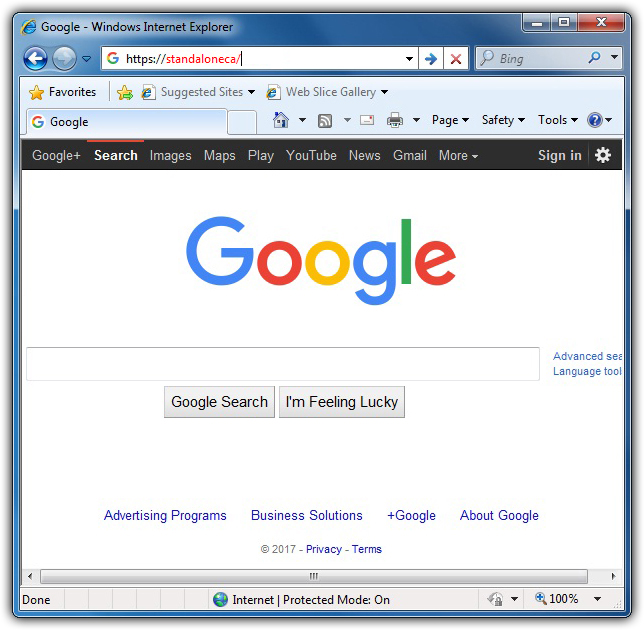 Google - Windows Internet Explorer
https://standaloneca/
Bing
Favorites Suggested Sites Web Slice Gallery
Google
Page Safety Tools
Google+ Search Images Maps Play YouTube News Gmail More Sign in
Google
Advanced sea
Language tool
Google Search I'm Feeling Lucky
Advertising Programs Business Solutions +Google About Google
© 2017 - Privacy - Terms
Done Internet | Protected Mode: On 100%